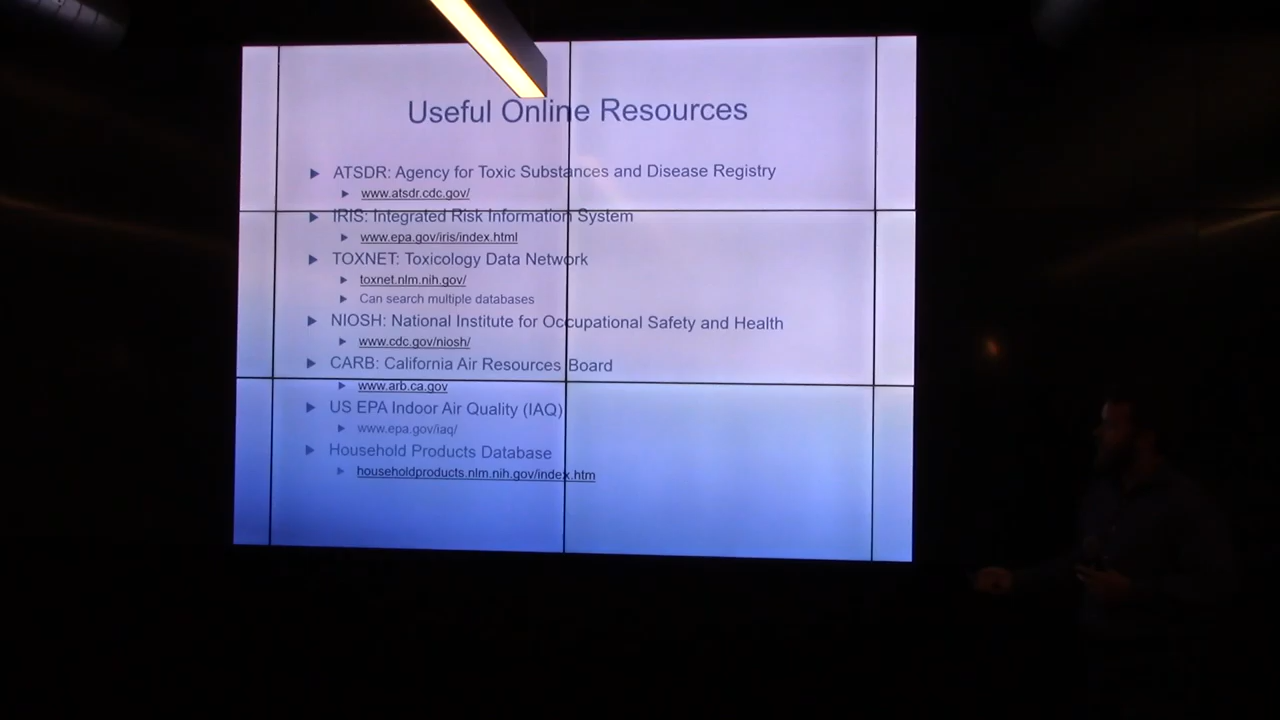 Useful Online Resources
ATSDR: Agency for Toxic Substances and Disease Registry
www.atsdr.cdc.gov/
IRIS: Integrated Risk Information System
www.epa.gov/iris/index.html
TOXNET: Toxicology Data Network
toxnet.nlm.nih.gov/
Can search multiple databases
NIOSH: National Institute for Occupational Safety and Health
www.cdc.gov/niosh/
CARB: California Air Resources Board
www.arb.ca.gov
US EPA Indoor Air Quality (IAQ)
www.epa.gov/iaq/
Household Products Database
householdproducts.nlm.nih.gov/index.htm